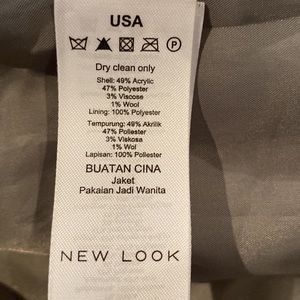 USA
Dry clean only
Shell: 49% Acrylic
47% Polyester
3% Viscose
1% Wool
Lining: 100% Polyester
Tempurung: 49% Akrilik
47% Poliester
3% Viskosa
1% Wol
Lapisan: 100% Poliester
BUATAN CINA
Jaket
Pakaian Jadi Wanita
NEW LOOK